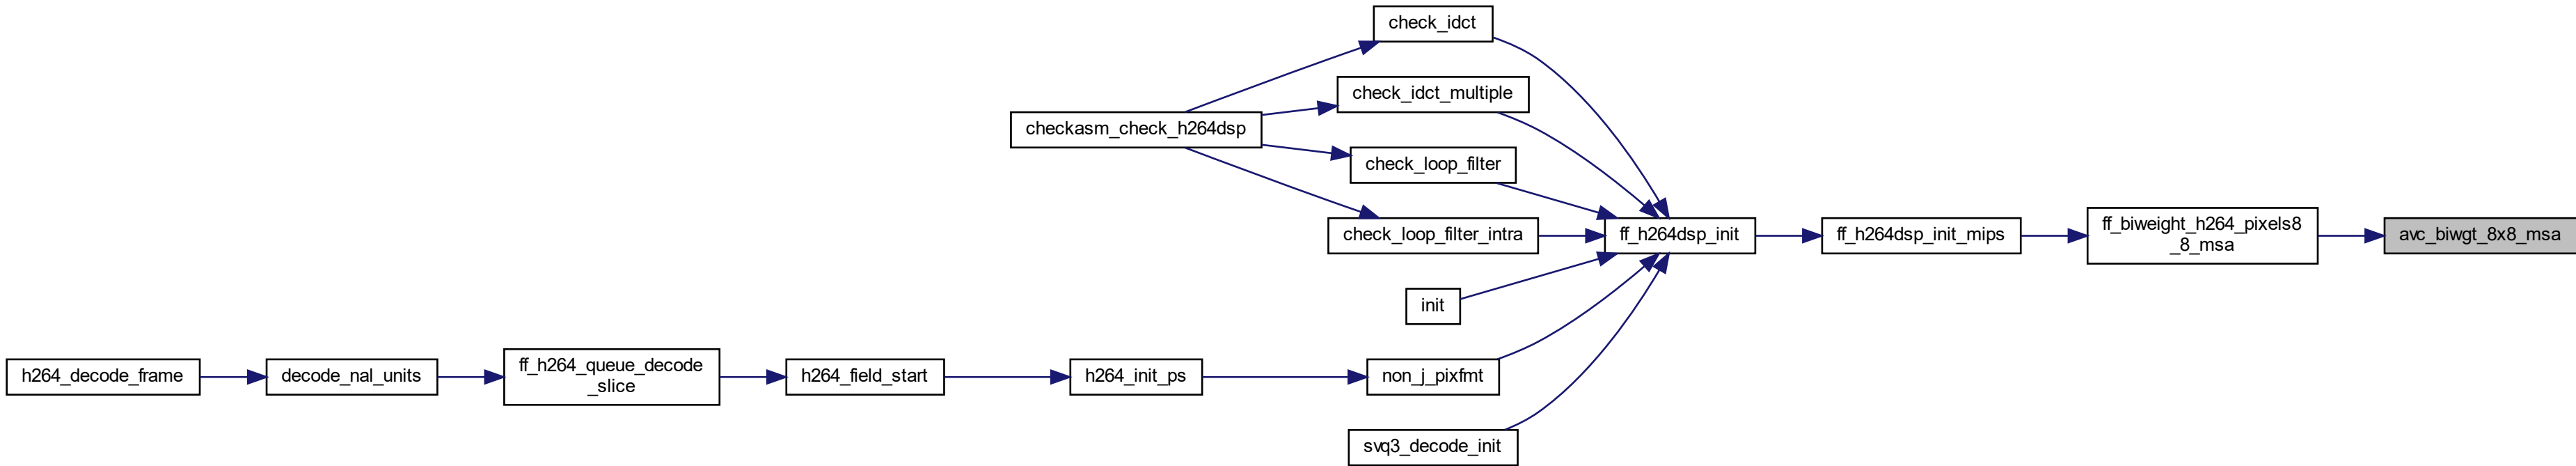 check_idct
check_idct_multiple
checkasm_check_h264dsp
check_loop_filter
check_loop_filter_intra
ff_h264dsp_init
ff_h264dsp_init_mips
ff_biweight_h264_pixels8
_8_msa
avc_biwgt_8x8_msa
init
h264_decode_frame
decode_nal_units
ff_h264_queue_decode
_slice
h264_field_start
h264_init_ps
non_j_pixfmt
svq3_decode_init